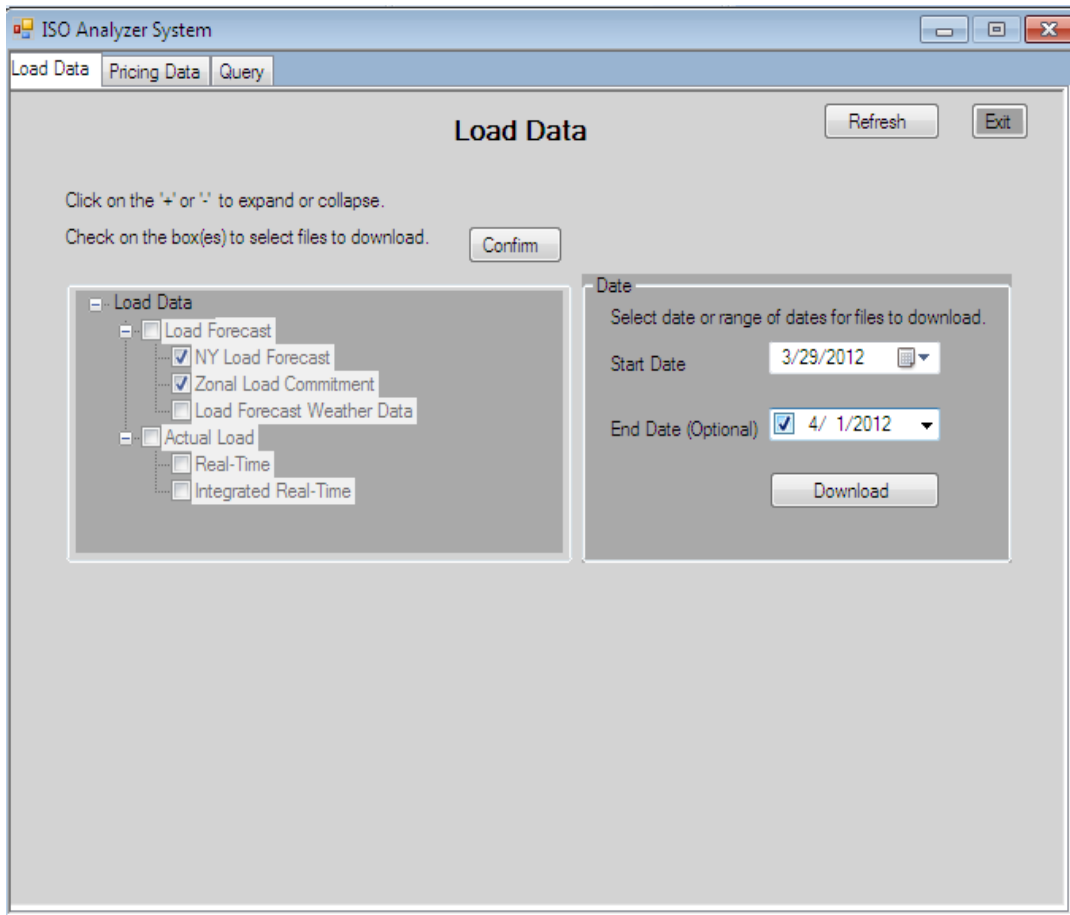 ISO Analyzer System
Load Data Pricing Data Query
Load Data
Refresh
Exit
Click on the '+' or '-' to expand or collapse.
Check on the box(es) to select files to download.
Confirm
Load Data
Load Forecast
NY Load Forecast
Zonal Load Commitment
Load Forecast Weather Data
Actual Load
Real-Time
Integrated Real-Time
Date
Select date or range of dates for files to download.
Start Date 3/29/2012
End Date (Optional) 4/ 1/2012
Download